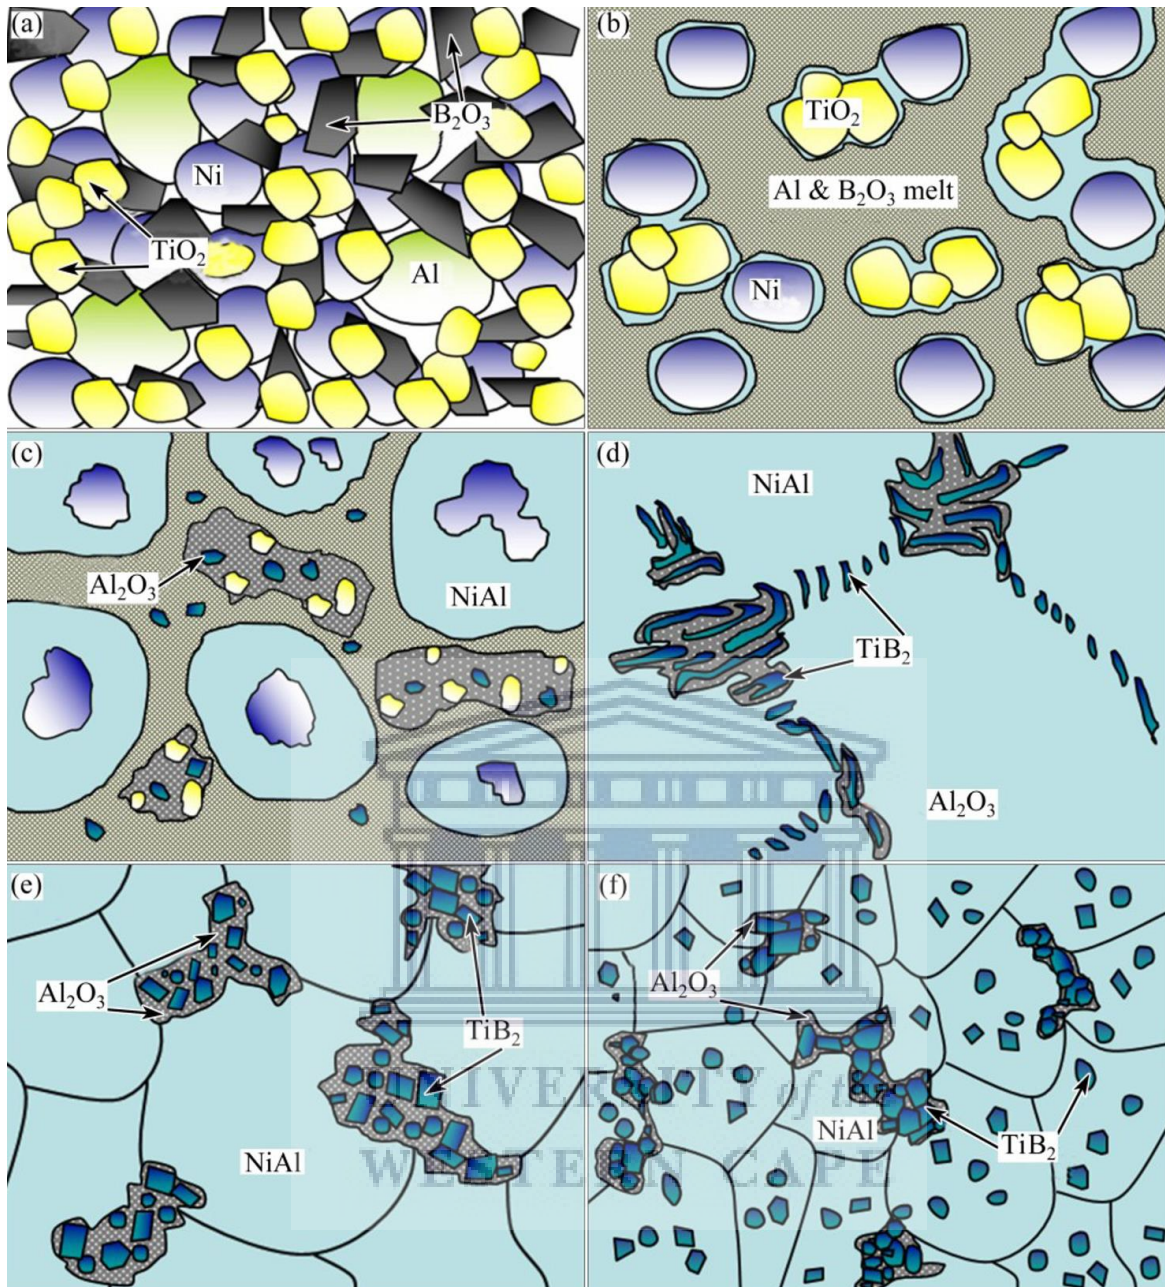 (a)
B₂O₃
Ni
TiO₂
Al
(b)
TiO₂
Al & B₂O₃ melt
Ni
(c)
Al₂O₃
NiAl
(d)
NiAl
TiB₂
Al₂O₃
(e)
Al₂O₃
TiB₂
NiAl
(f)
Al₂O₃
NiAl
TiB₂
UNIVERSITY of the
WESTERN CAPE